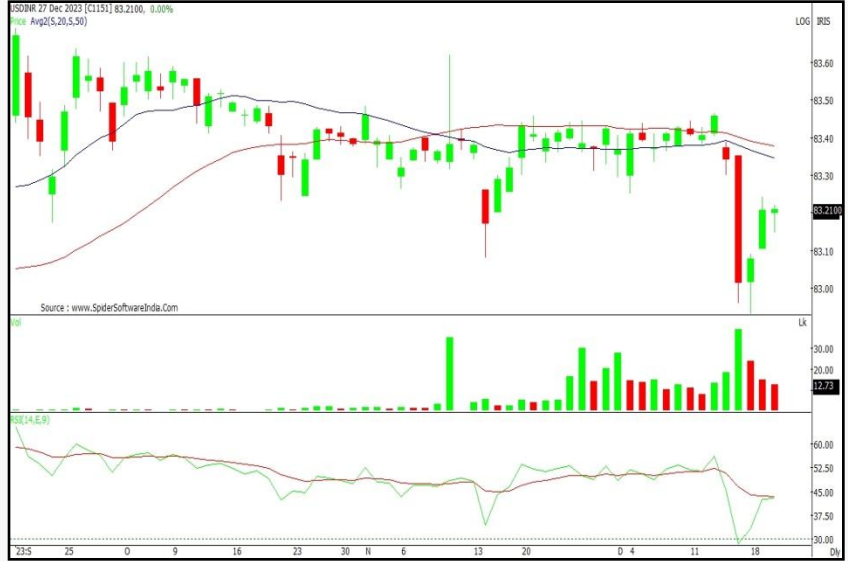 USDINR 27 Dec 2023 [C1151] 83.2100, 0.00%
Price Avg2(S,20,S,50)
LOG IRIS
83.60
83.50
83.40
83.30
83.2100
83.10
83.00
Source : www.SpiderSoftwareIndia.Com
Vol
Lk
30.00
20.00
12.73
RSI(14,E,9)
60.00
52.50
45.00
37.50
30.00
'23:S 25 O 9 16 23 30 N 6 13 20 D 4 11 18 Dly